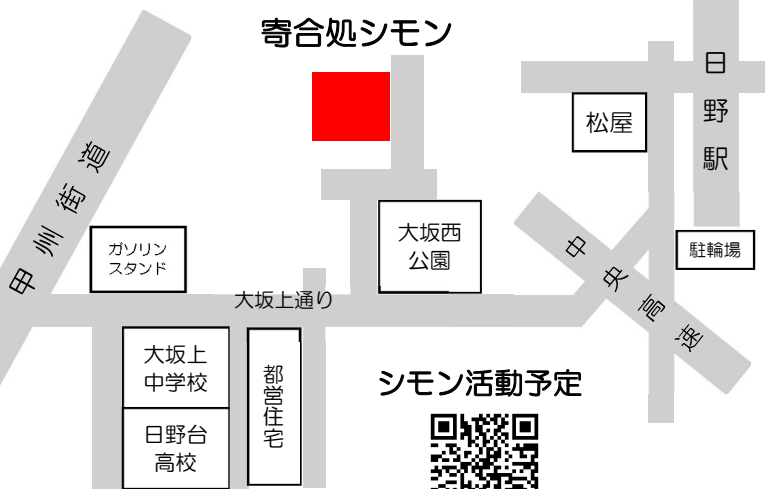 寄合処シモン
日野駅
松屋
甲州街道
大坂西
公園
ガソリン
スタンド
中央高速
駐輪場
大坂上通り
大坂上
中学校
都営住宅
シモン活動予定
日野台
高校